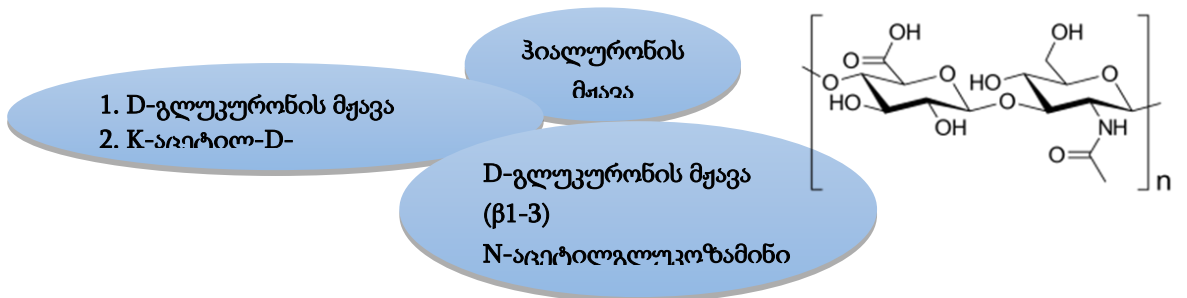 ჰიალურონის
მჟავა
1. D-გლუკურონის მჟავა
2. K-აცეტილ-D-
D-გლუკურონის მჟავა
(β1-3)
N-აცეტილგლუკოზამინი
O
OH
O
HO
OH
O
O
OH
HO
O
NH
O
n